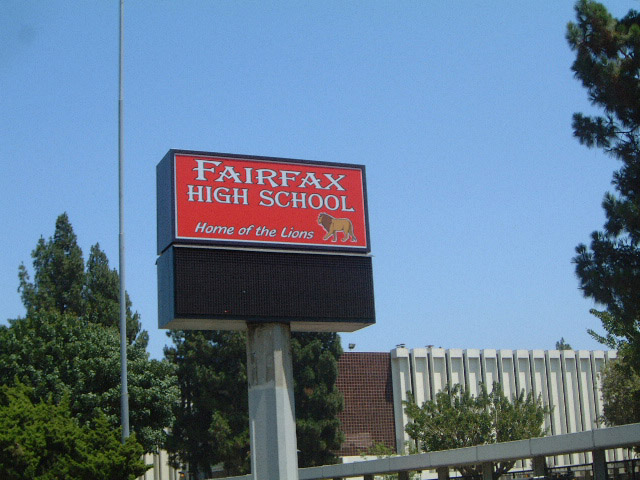 FAIRFAX
HIGH SCHOOL
Home of the Lions